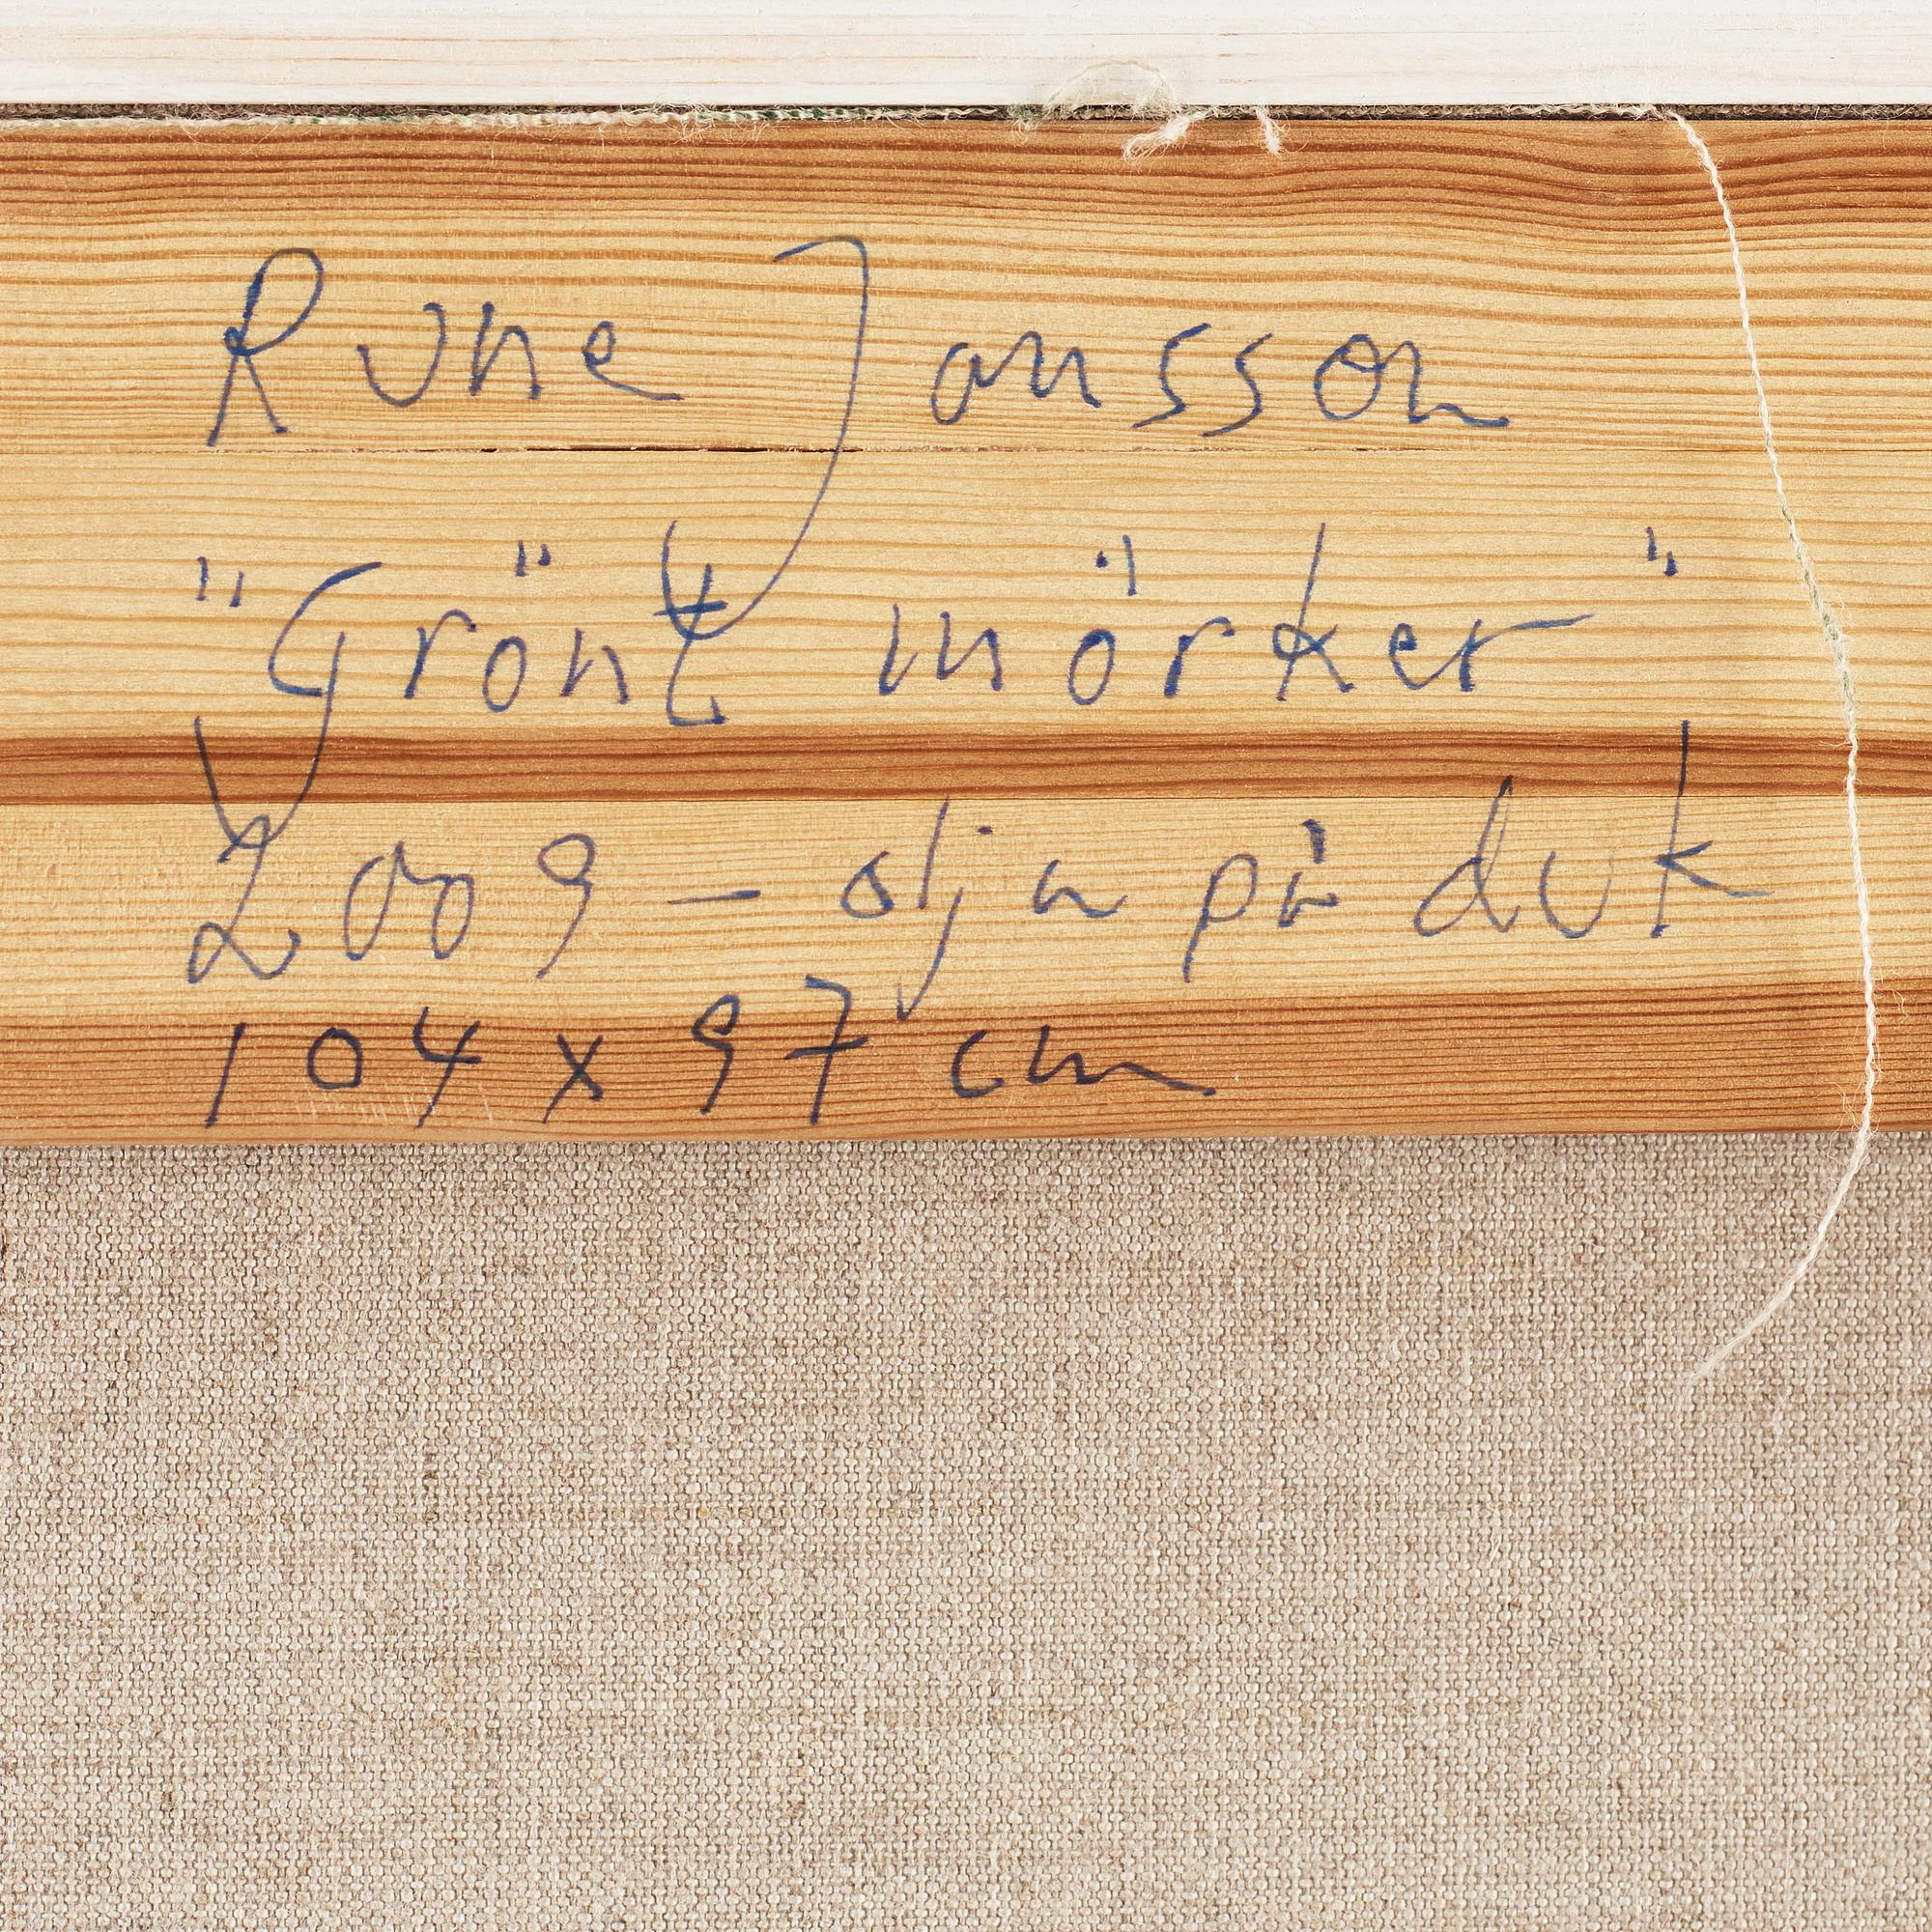 Rune Jansson
"Grönt mörker"
2009 – olja på duk
104 x 97 cm